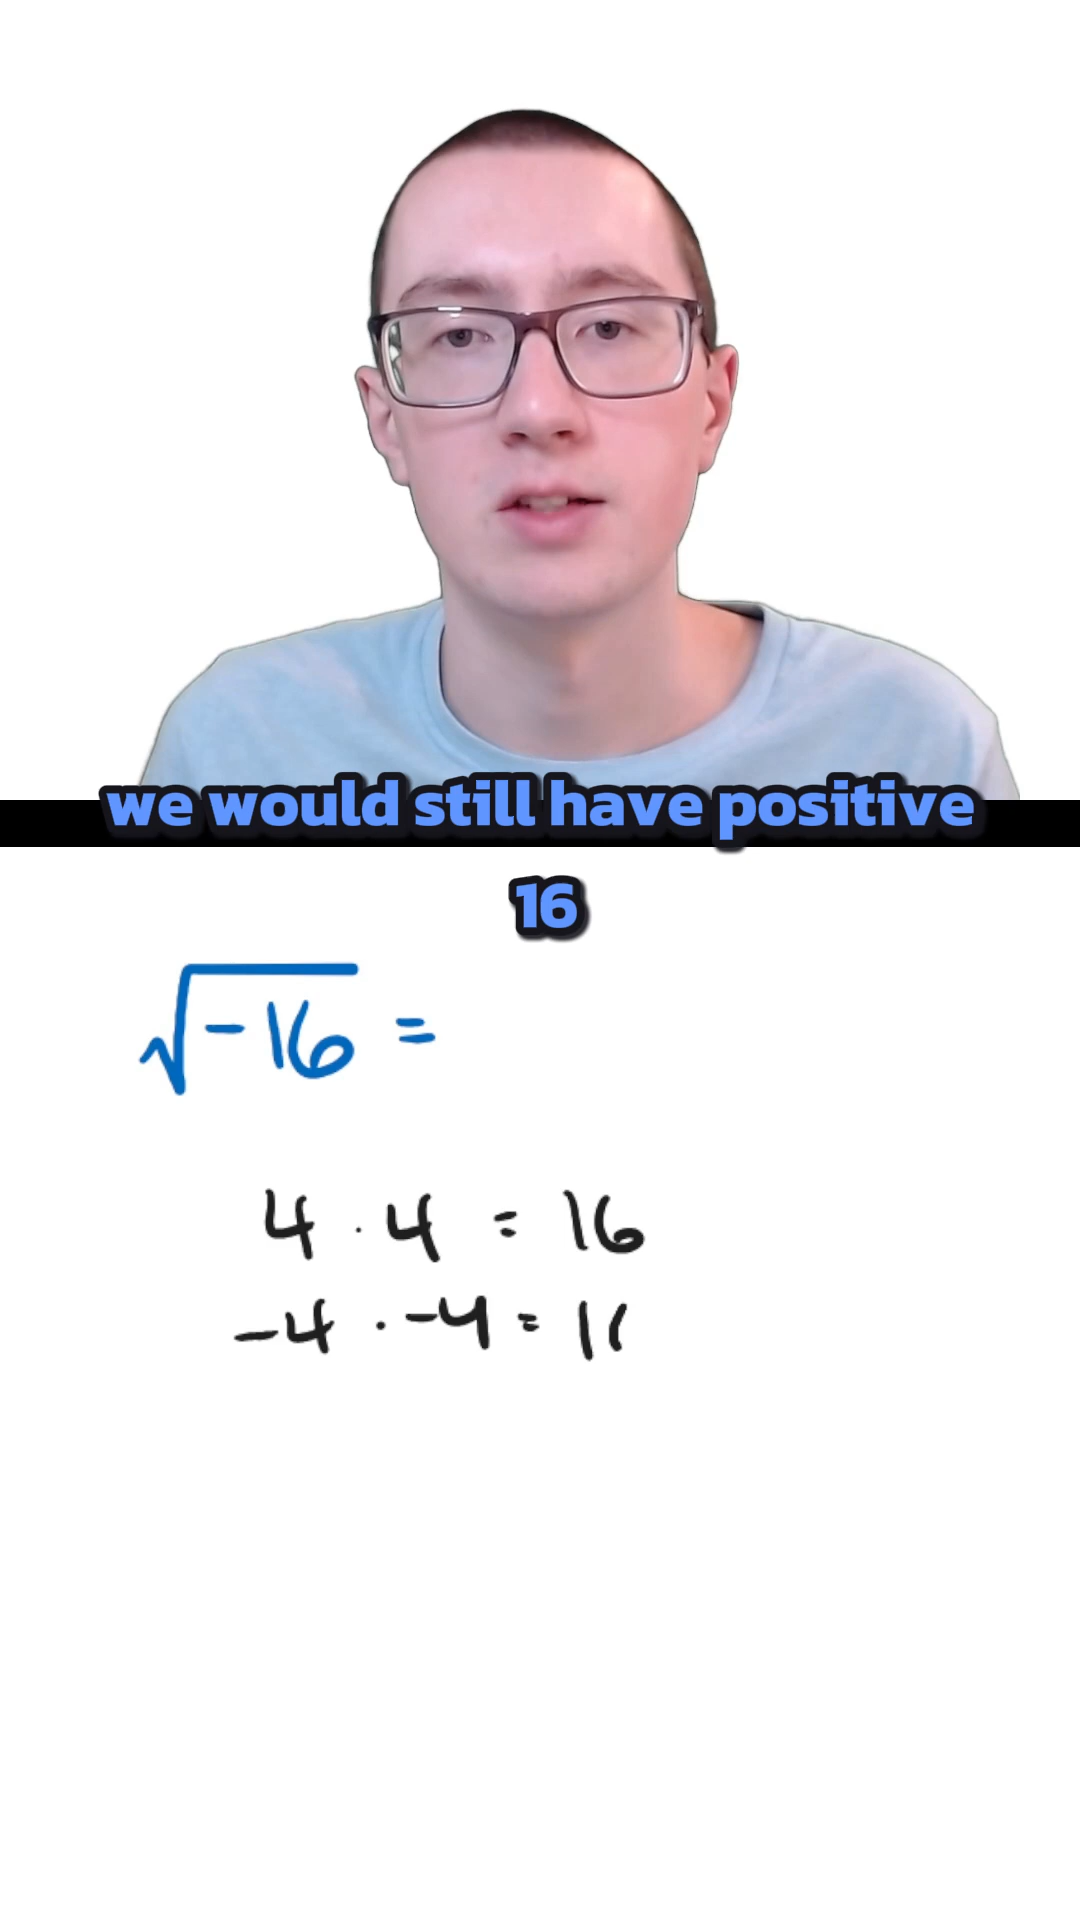 we would still have positive
16
√-16 =
4 · 4 = 16
-4 · -4 = 1(